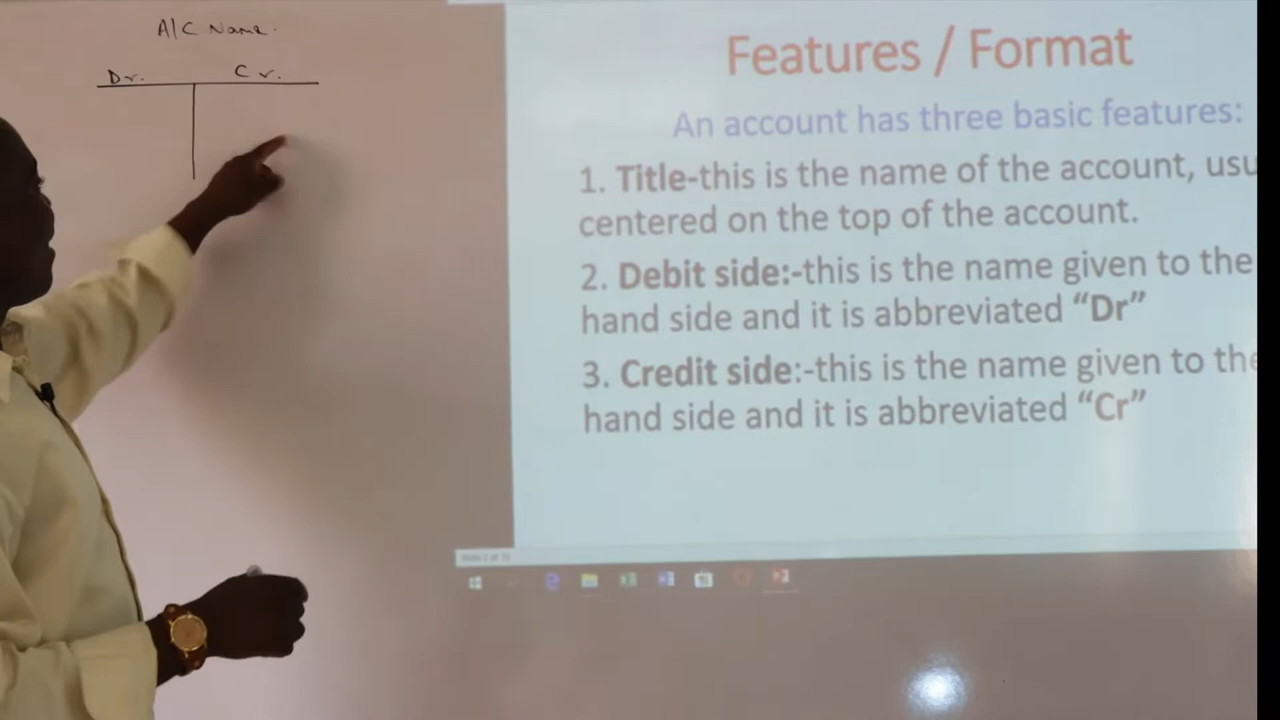 A/C Name.
Dr. Cr.
Features / Format
An account has three basic features:
1. Title-this is the name of the account, usu
centered on the top of the account.
2. Debit side:-this is the name given to the
hand side and it is abbreviated “Dr”
3. Credit side:-this is the name given to the
hand side and it is abbreviated “Cr”